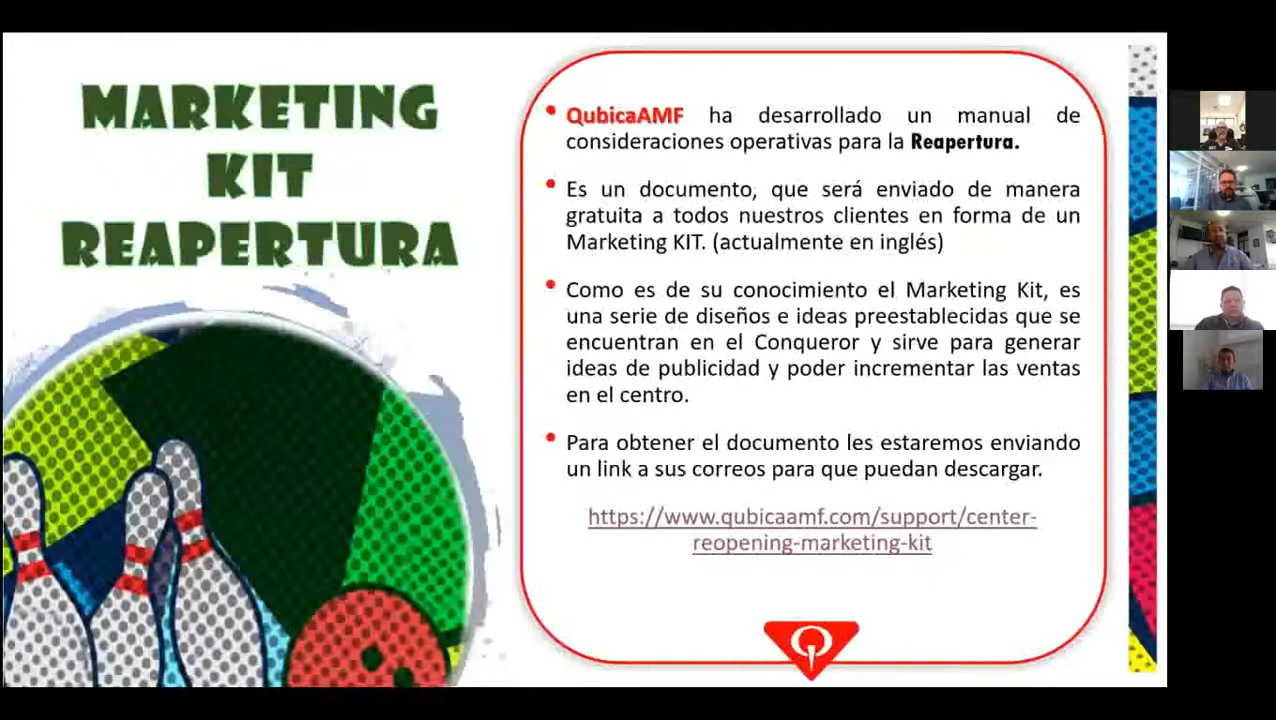 MARKETING
KIT
REAPERTURA
• QubicaAMF ha desarrollado un manual de
consideraciones operativas para la Reapertura.
• Es un documento, que será enviado de manera
gratuita a todos nuestros clientes en forma de un
Marketing KIT. (actualmente en inglés)
• Como es de su conocimiento el Marketing Kit, es
una serie de diseños e ideas preestablecidas que se
encuentran en el Conqueror y sirve para generar
ideas de publicidad y poder incrementar las ventas
en el centro.
• Para obtener el documento les estaremos enviando
un link a sus correos para que puedan descargar.
https://www.qubicaamf.com/support/center-
reopening-marketing-kit